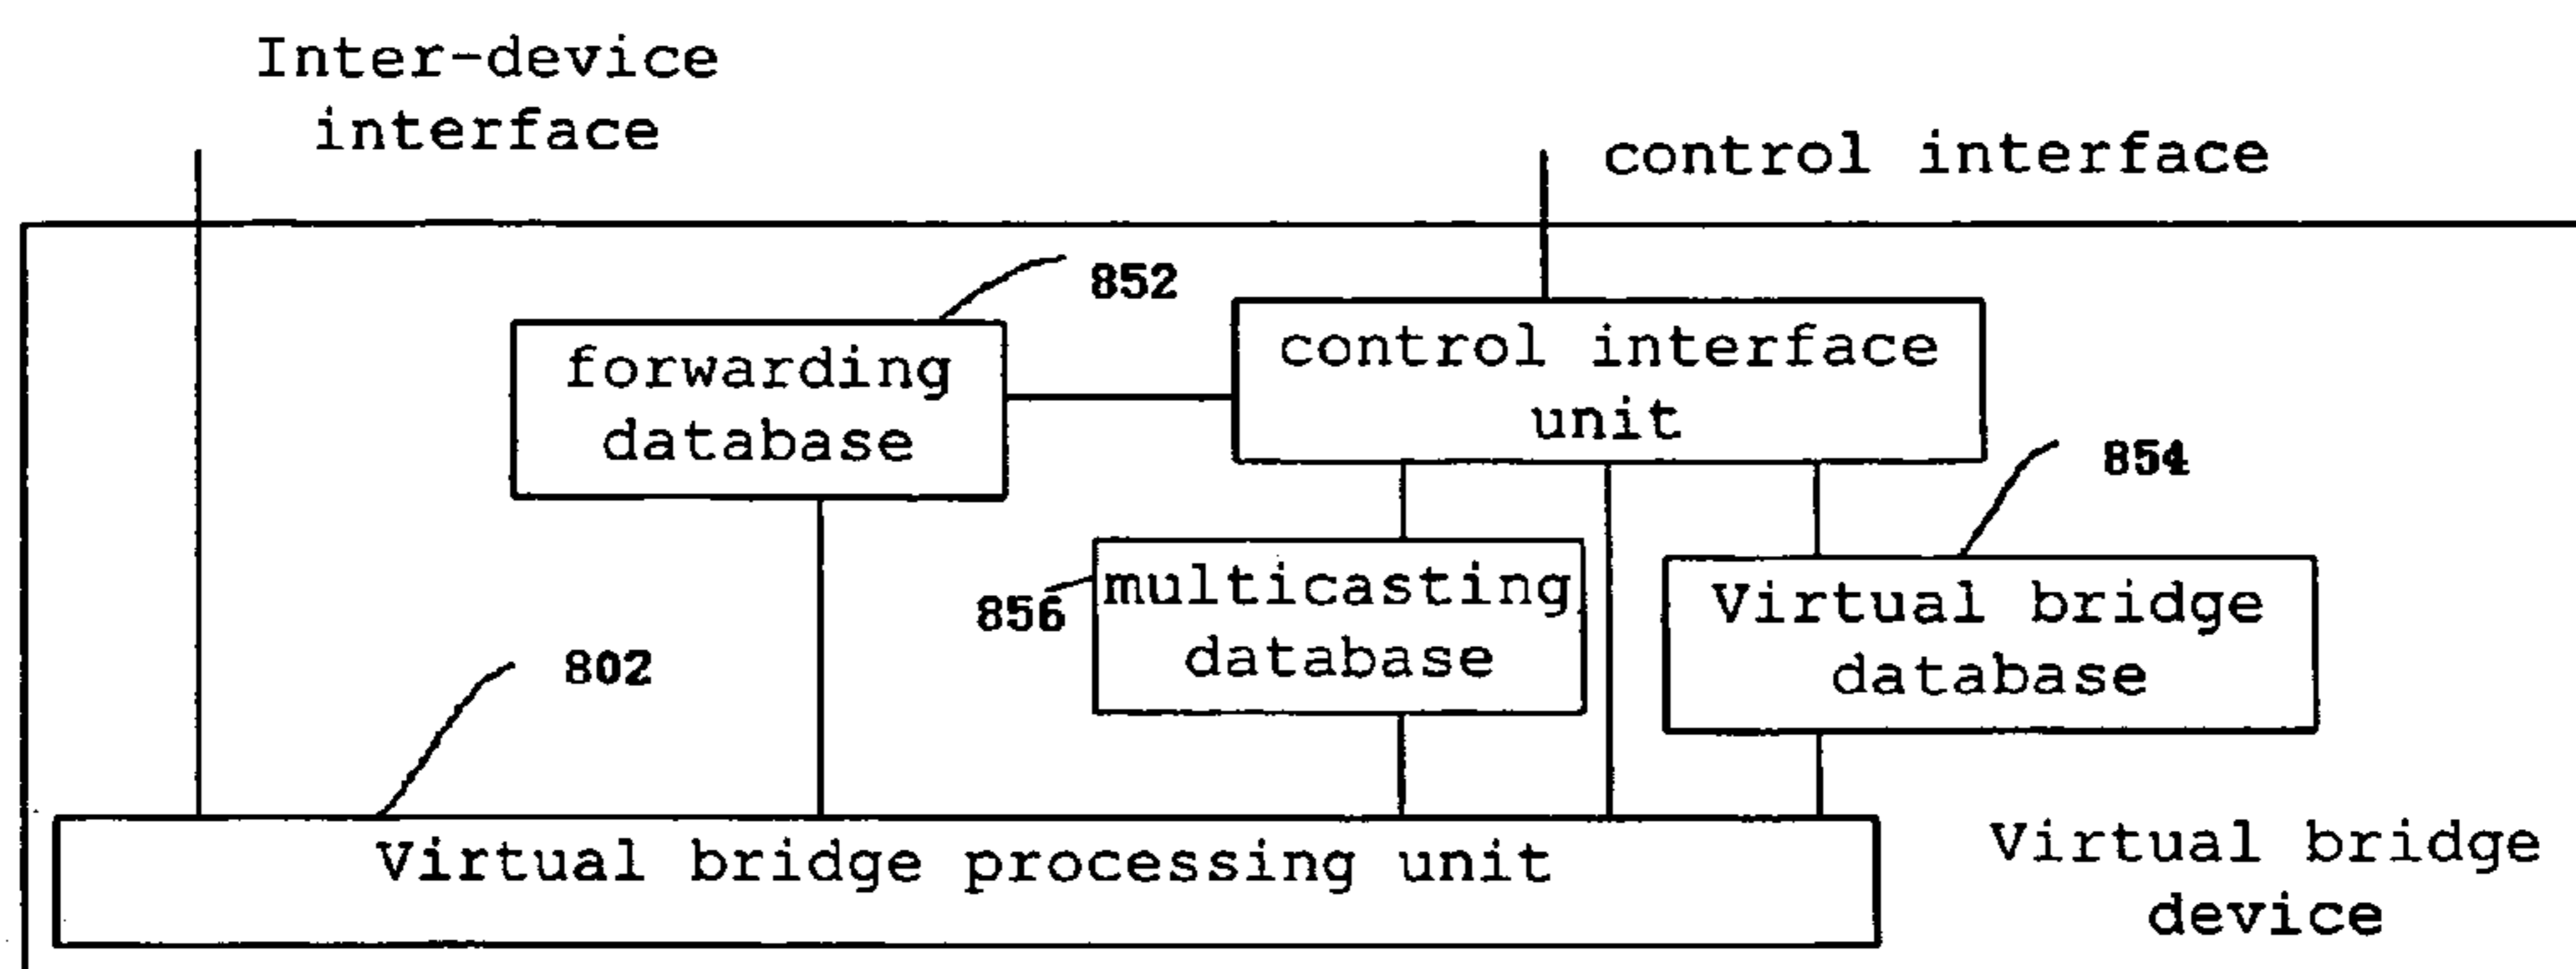 Inter-device
interface
control interface
852
forwarding
database
control interface
unit
854
856
multicasting
database
Virtual bridge
database
802
Virtual bridge processing unit
Virtual bridge
device